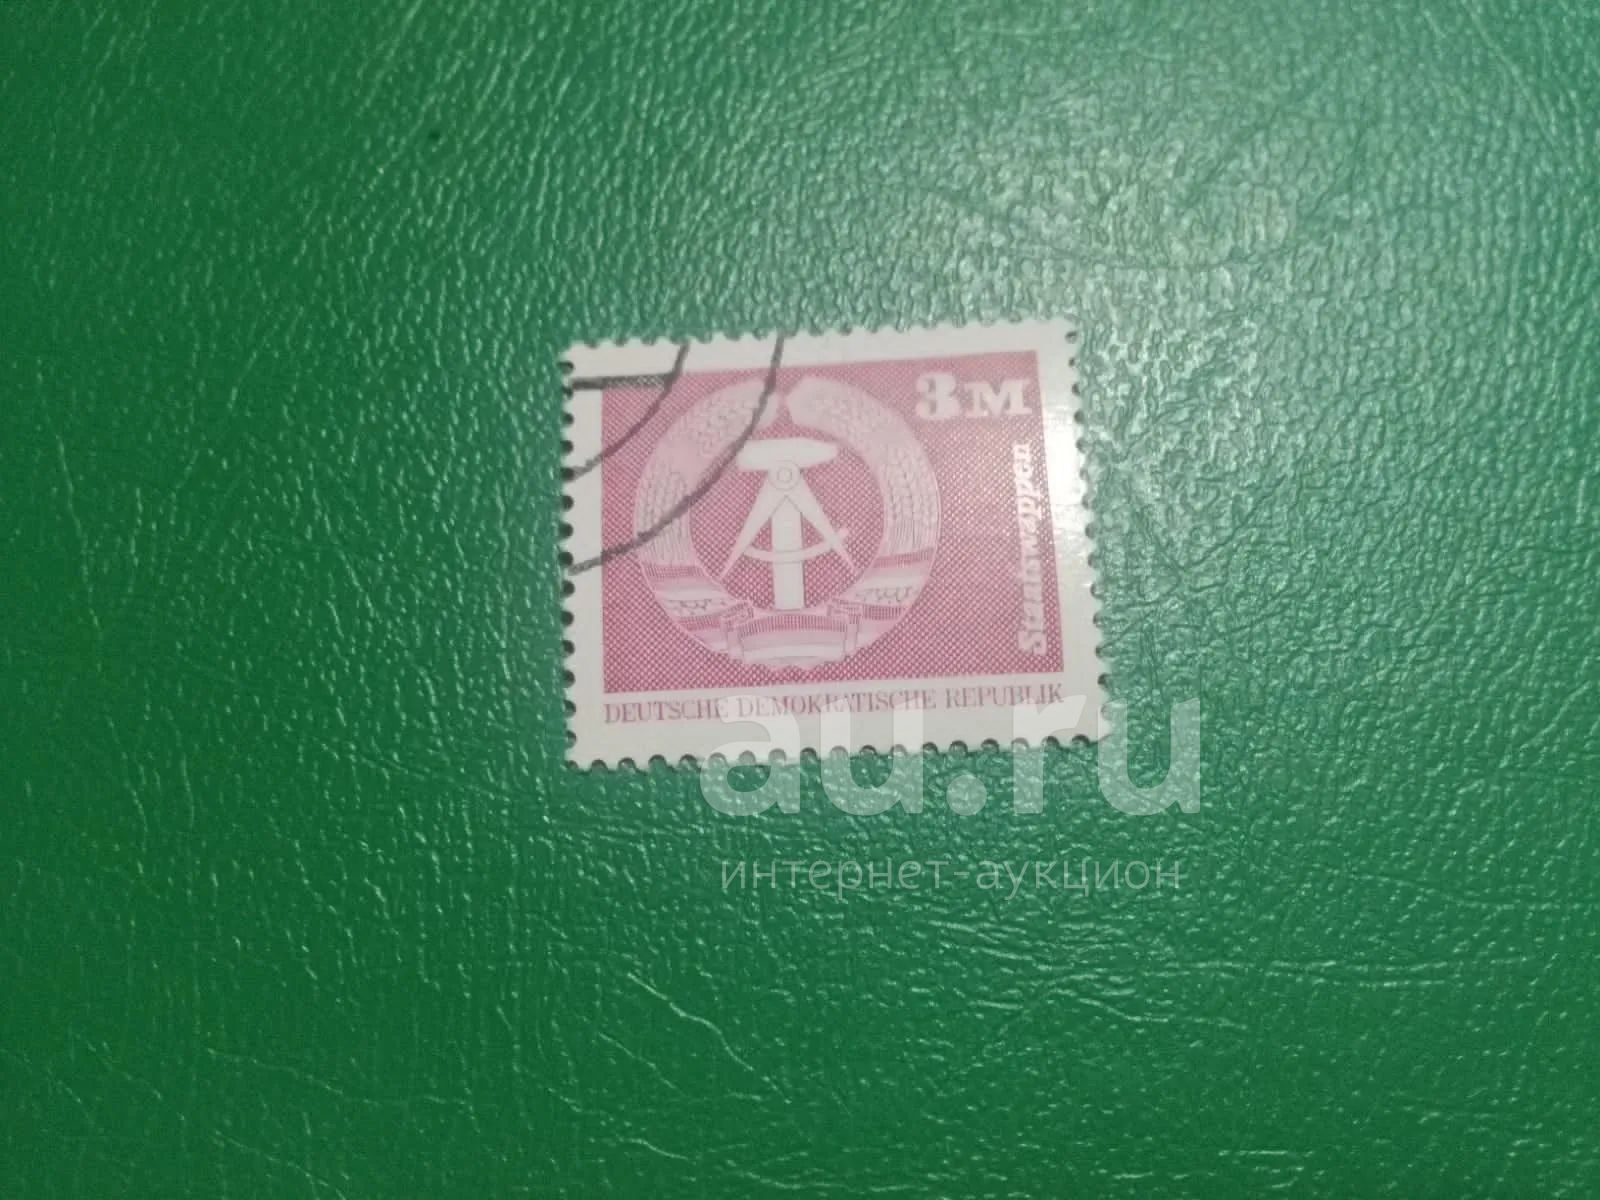 3 M
Staatswappen
DEUTSCHE DEMOKRATISCHE REPUBLIK
au.ru
интернет-аукцион